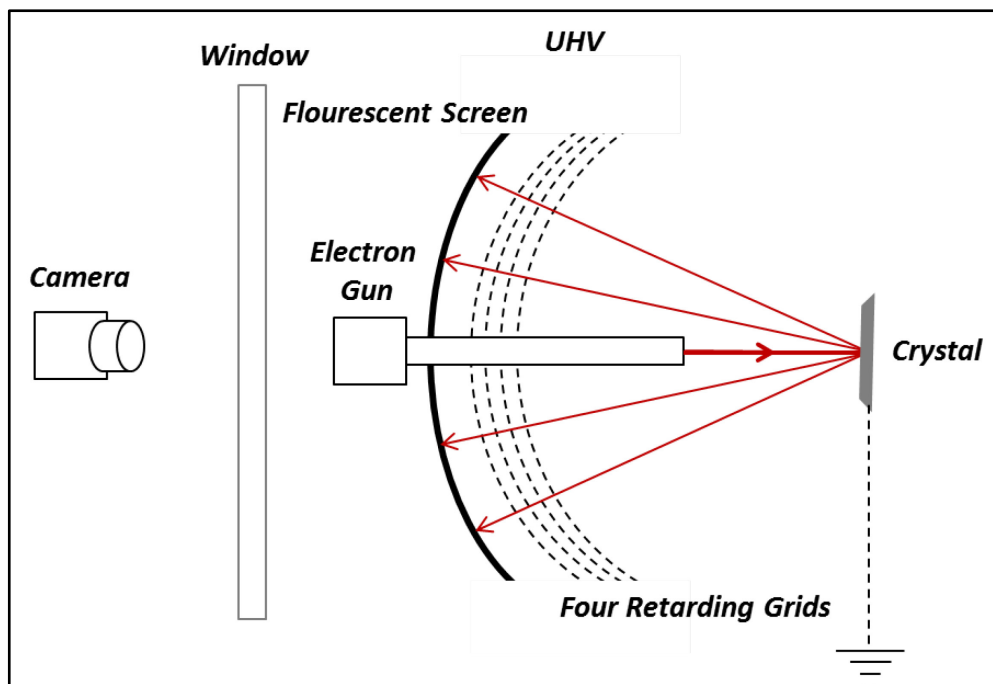 UHV
Window
Flourescent Screen
Electron
Gun
Camera
Crystal
Four Retarding Grids